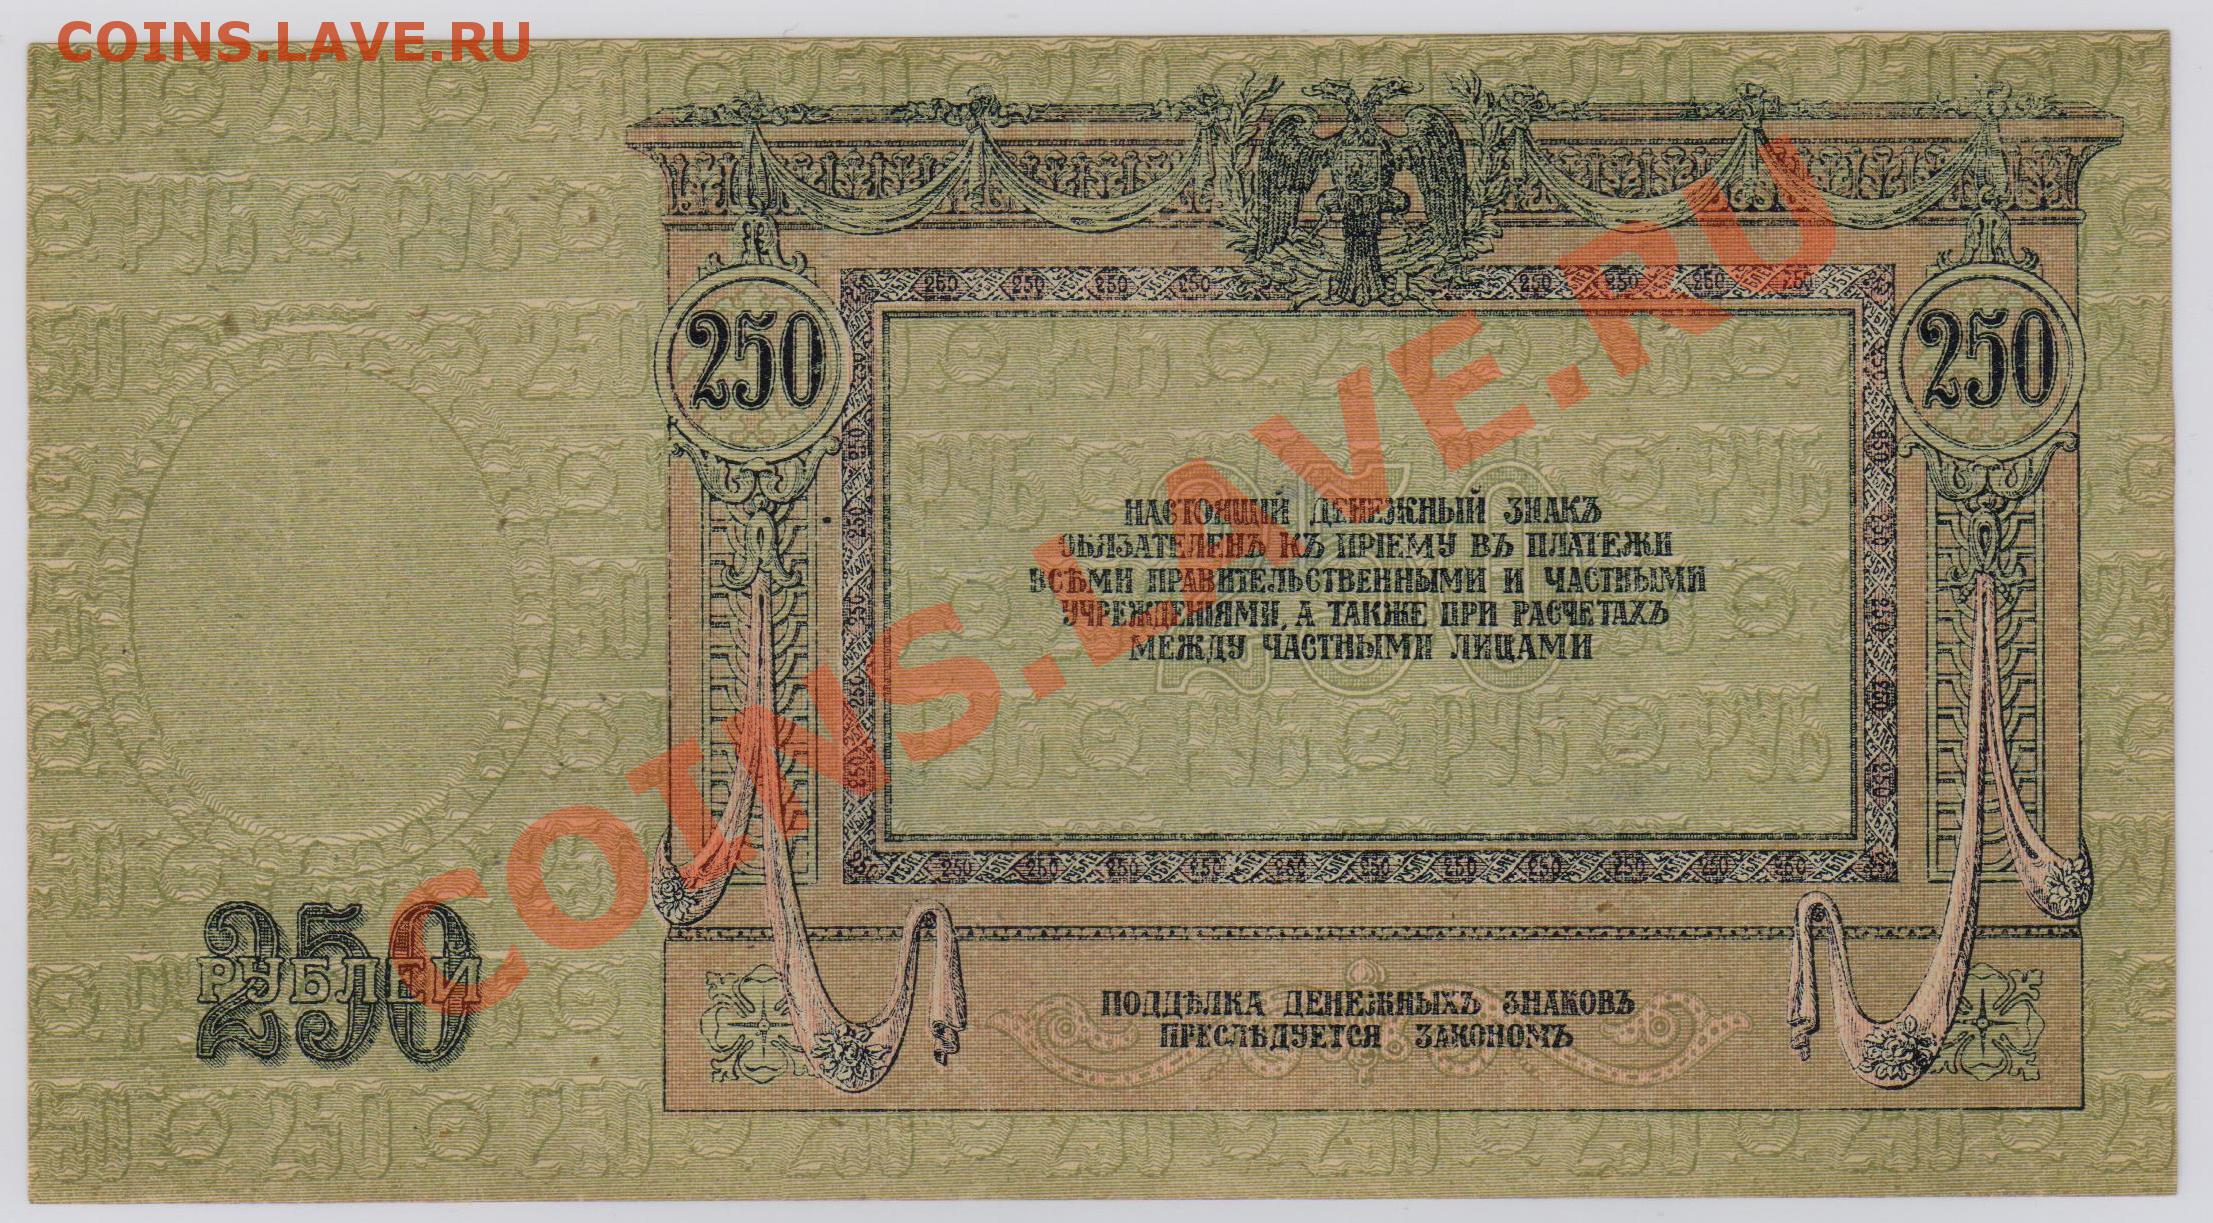 COINS.LAVE.RU
250
250
НАСТОЯЩІЙ ДЕНЕЖНЫЙ ЗНАКЪ
ОБЯЗАТЕЛЕНЪ КЪ ПРІЕМУ ВЪ ПЛАТЕЖИ
ВСѢМИ ПРАВИТЕЛЬСТВЕННЫМИ И ЧАСТНЫМИ
УЧРЕЖДЕНІЯМИ, А ТАКЖЕ ПРИ РАСЧЕТАХЪ
МЕЖДУ ЧАСТНЫМИ ЛИЦАМИ
250
COINS.LAVE.RU
250
РУБЛЕЙ
ПОДДѢЛКА ДЕНЕЖНЫХЪ ЗНАКОВЪ
ПРЕСЛѢДУЕТСЯ ЗАКОНОМЪ